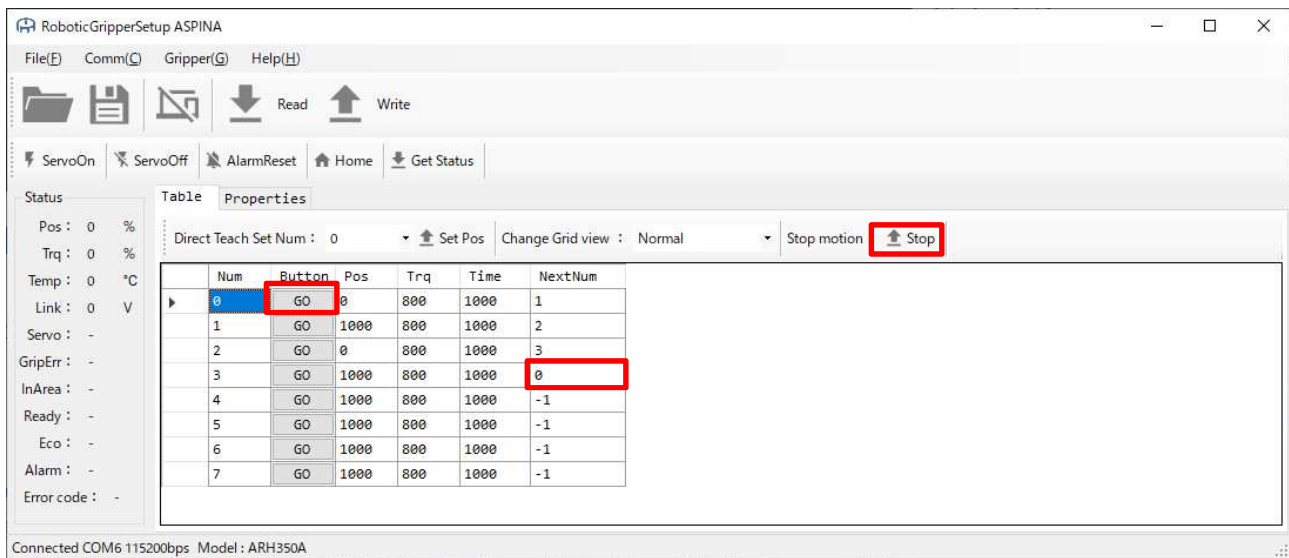 RoboticGripperSetup ASPINA
File(F) Comm(C) Gripper(G) Help(H)
Read Write
ServoOn ServoOff AlarmReset Home Get Status
Status
Table Properties
Pos： 0 %
Direct Teach Set Num： 0 Set Pos Change Grid view ： Normal Stop motion Stop
Trq： 0 %
Num Button Pos Trq Time NextNum
Temp： 0 °C
0 GO 0 800 1000 1
Link： 0 V
1 GO 1000 800 1000 2
Servo： -
2 GO 0 800 1000 3
GripErr： -
3 GO 1000 800 1000 0
InArea： -
4 GO 1000 800 1000 -1
Ready： -
5 GO 1000 800 1000 -1
Eco： -
6 GO 1000 800 1000 -1
Alarm： -
7 GO 1000 800 1000 -1
Error code： -
Connected COM6 115200bps Model : ARH350A